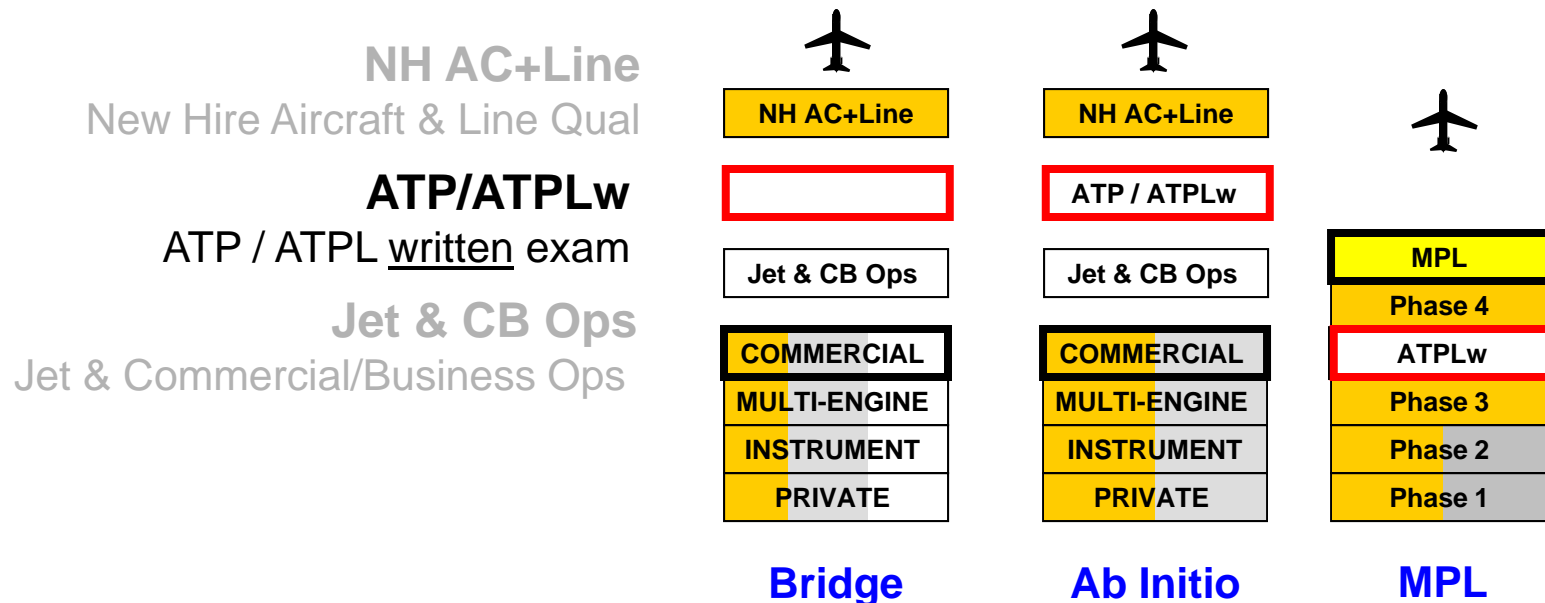 NH AC+Line
New Hire Aircraft & Line Qual
ATP/ATPLw
ATP / ATPL written exam
Jet & CB Ops
Jet & Commercial/Business Ops
NH AC+Line
Jet & CB Ops
COMMERCIAL
MULTI-ENGINE
INSTRUMENT
PRIVATE
Bridge
NH AC+Line
ATP / ATPLw
Jet & CB Ops
COMMERCIAL
MULTI-ENGINE
INSTRUMENT
PRIVATE
Ab Initio
MPL
Phase 4
ATPLw
Phase 3
Phase 2
Phase 1
MPL